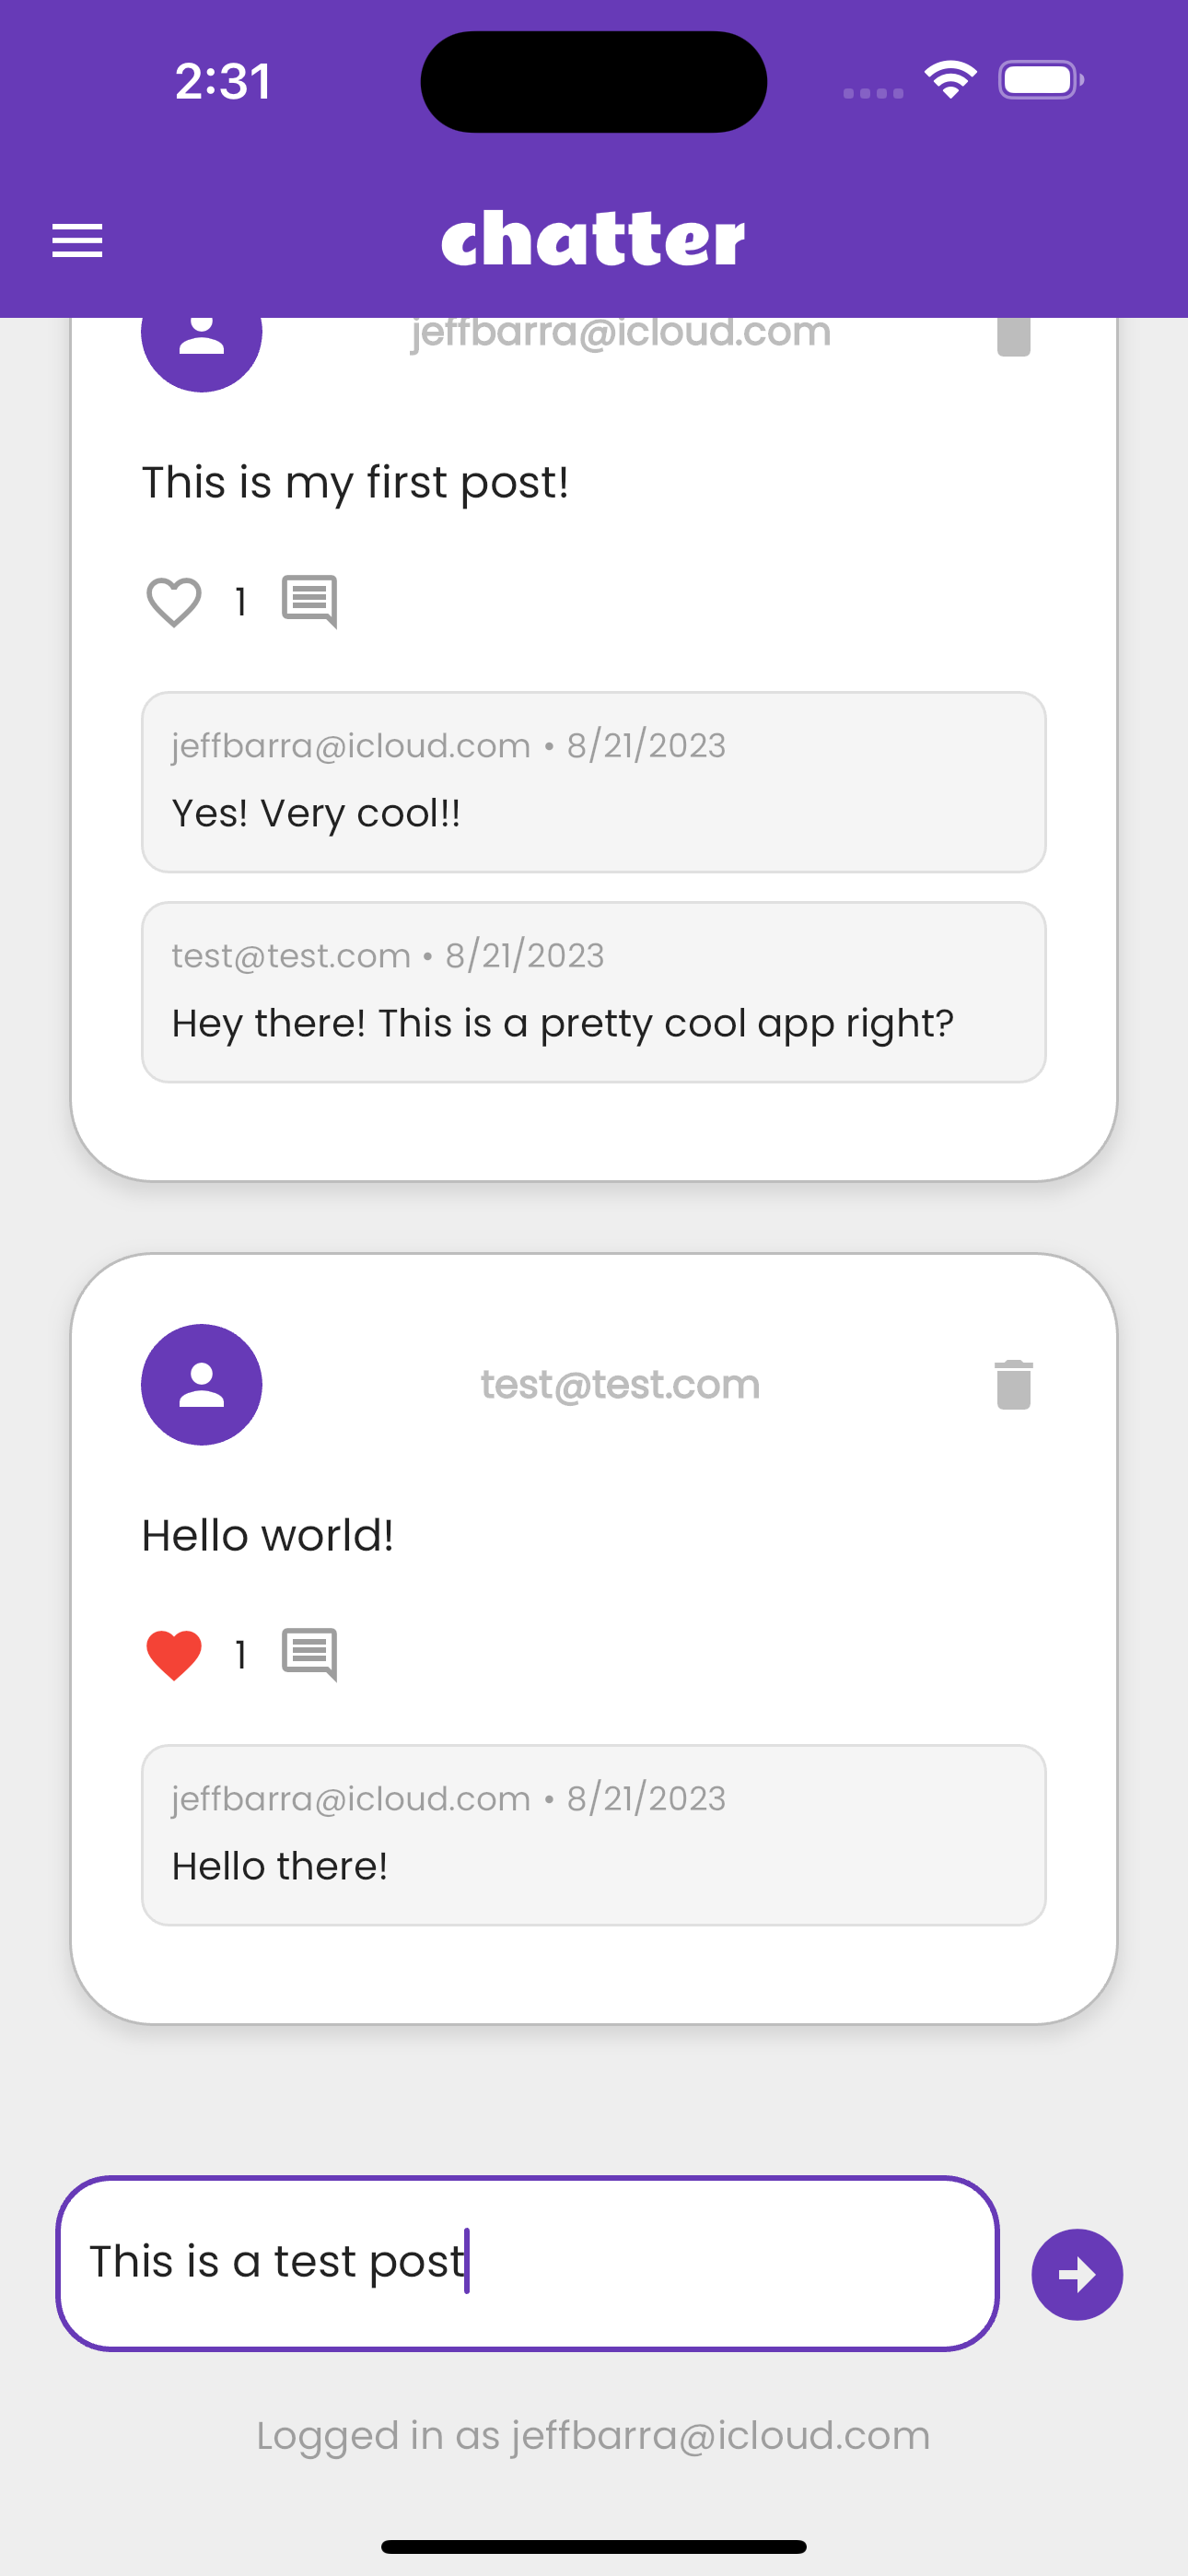 2:31
chatter
jeffbarra@icloud.com
This is my first post!
1
jeffbarra@icloud.com • 8/21/2023
Yes! Very cool!!
test@test.com • 8/21/2023
Hey there! This is a pretty cool app right?
test@test.com
Hello world!
1
jeffbarra@icloud.com • 8/21/2023
Hello there!
This is a test post
Logged in as jeffbarra@icloud.com